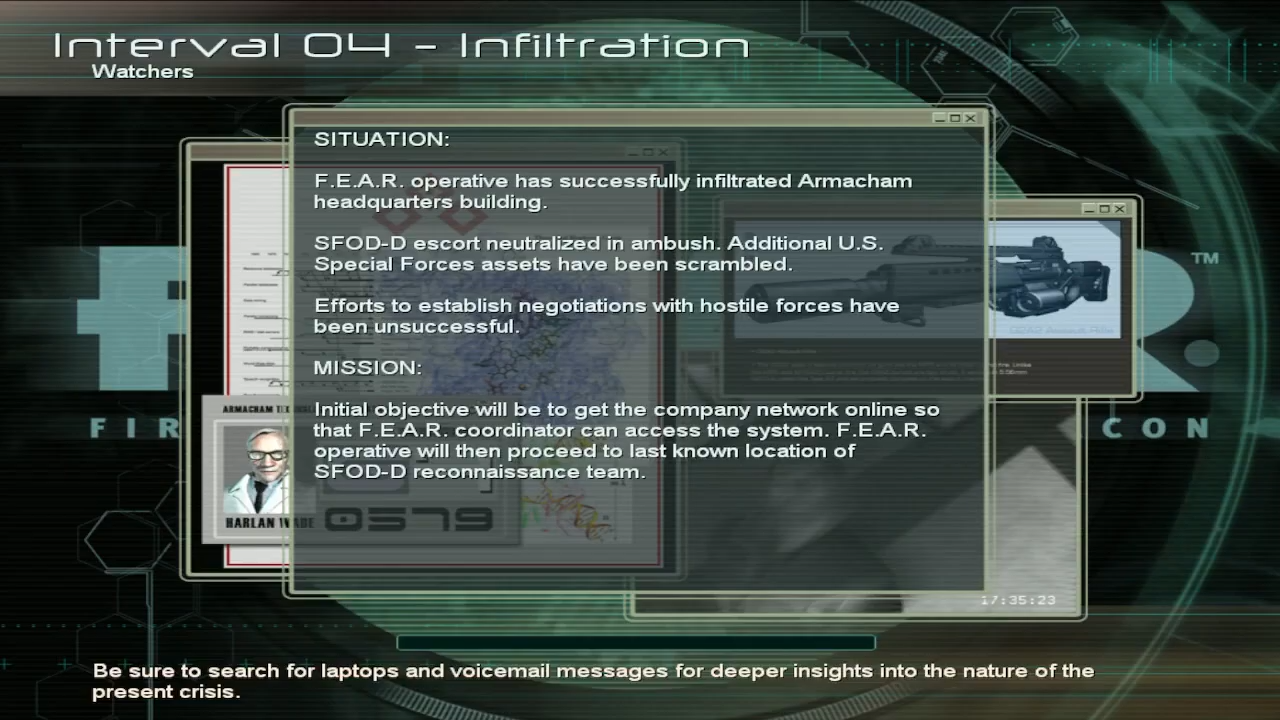 Interval 04 - Infiltration
Watchers
SITUATION:
F.E.A.R. operative has successfully infiltrated Armacham
headquarters building.
SFOD-D escort neutralized in ambush. Additional U.S.
Special Forces assets have been scrambled.
Efforts to establish negotiations with hostile forces have
been unsuccessful.
MISSION:
Initial objective will be to get the company network online so
that F.E.A.R. coordinator can access the system. F.E.A.R.
operative will then proceed to last known location of
SFOD-D reconnaissance team.
TM
FIR
CON
ARMACHAM
HARLAN WADE
0579
17:35:23
Be sure to search for laptops and voicemail messages for deeper insights into the nature of the
present crisis.